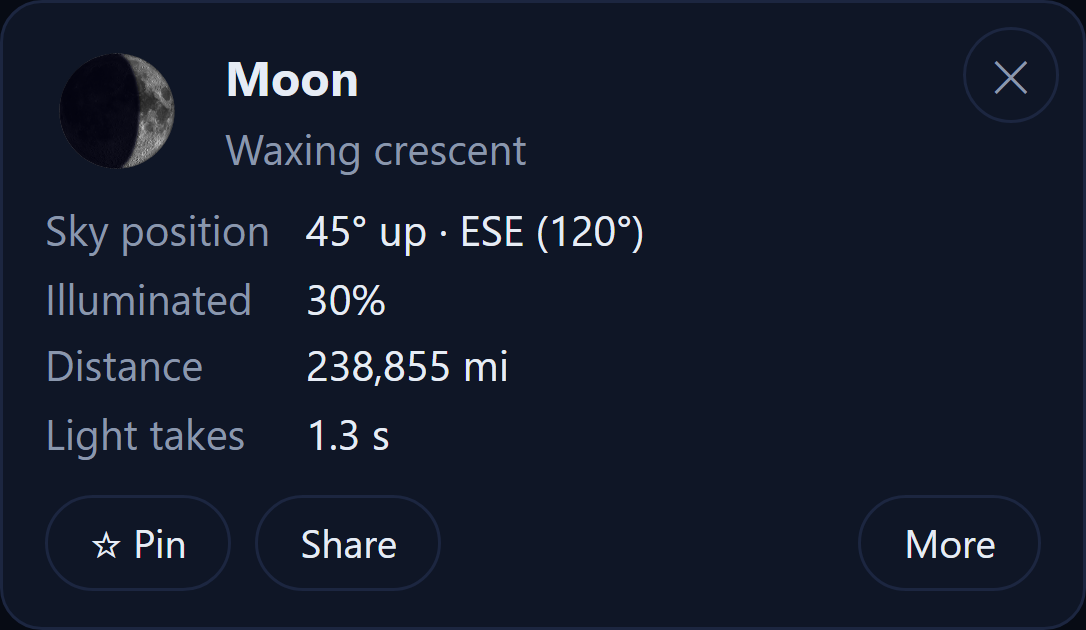 Moon
Waxing crescent
Sky position 45° up · ESE (120°)
Illuminated 30%
Distance 238,855 mi
Light takes 1.3 s
☆ Pin Share More